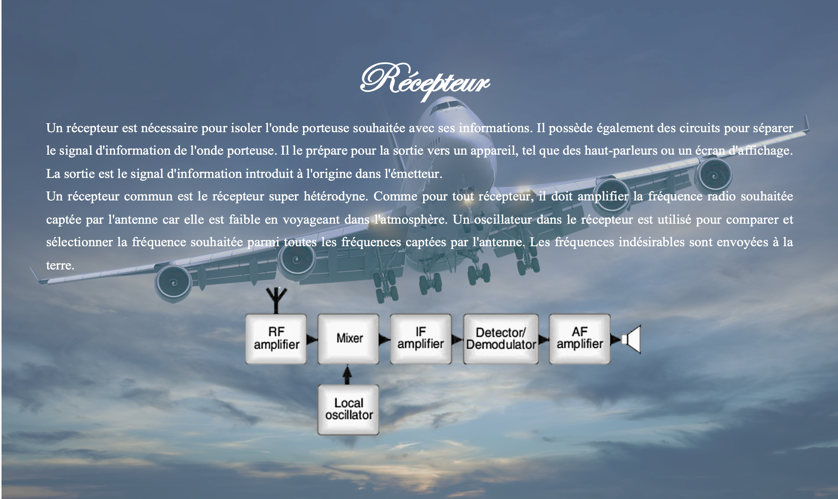 Récepteur
Un récepteur est nécessaire pour isoler l'onde porteuse souhaitée avec ses informations. Il possède également des circuits pour séparer
le signal d'information de l'onde porteuse. Il le prépare pour la sortie vers un appareil, tel que des haut-parleurs ou un écran d'affichage.
La sortie est le signal d'information introduit à l'origine dans l'émetteur.
Un récepteur commun est le récepteur super hétérodyne. Comme pour tout récepteur, il doit amplifier la fréquence radio souhaitée
captée par l'antenne car elle est faible en voyageant dans l'atmosphère. Un oscillateur dans le récepteur est utilisé pour comparer et
sélectionner la fréquence souhaitée parmi toutes les fréquences captées par l'antenne. Les fréquences indésirables sont envoyées à la
terre.
RF
amplifier
Mixer
IF
amplifier
Detector/
Demodulator
AF
amplifier
Local
oscillator